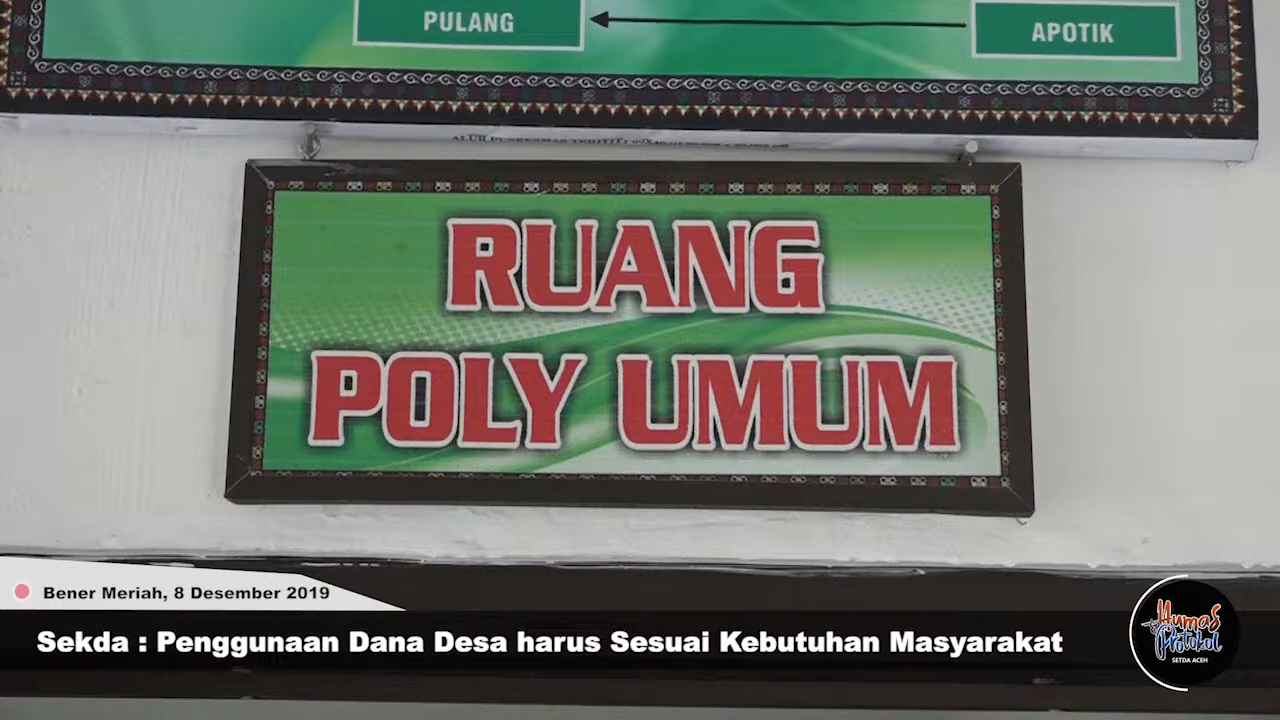 PULANG
APOTIK
RUANG
POLY UMUM
Bener Meriah, 8 Desember 2019
Sekda : Penggunaan Dana Desa harus Sesuai Kebutuhan Masyarakat
Humas
Protokol
SETDA ACEH